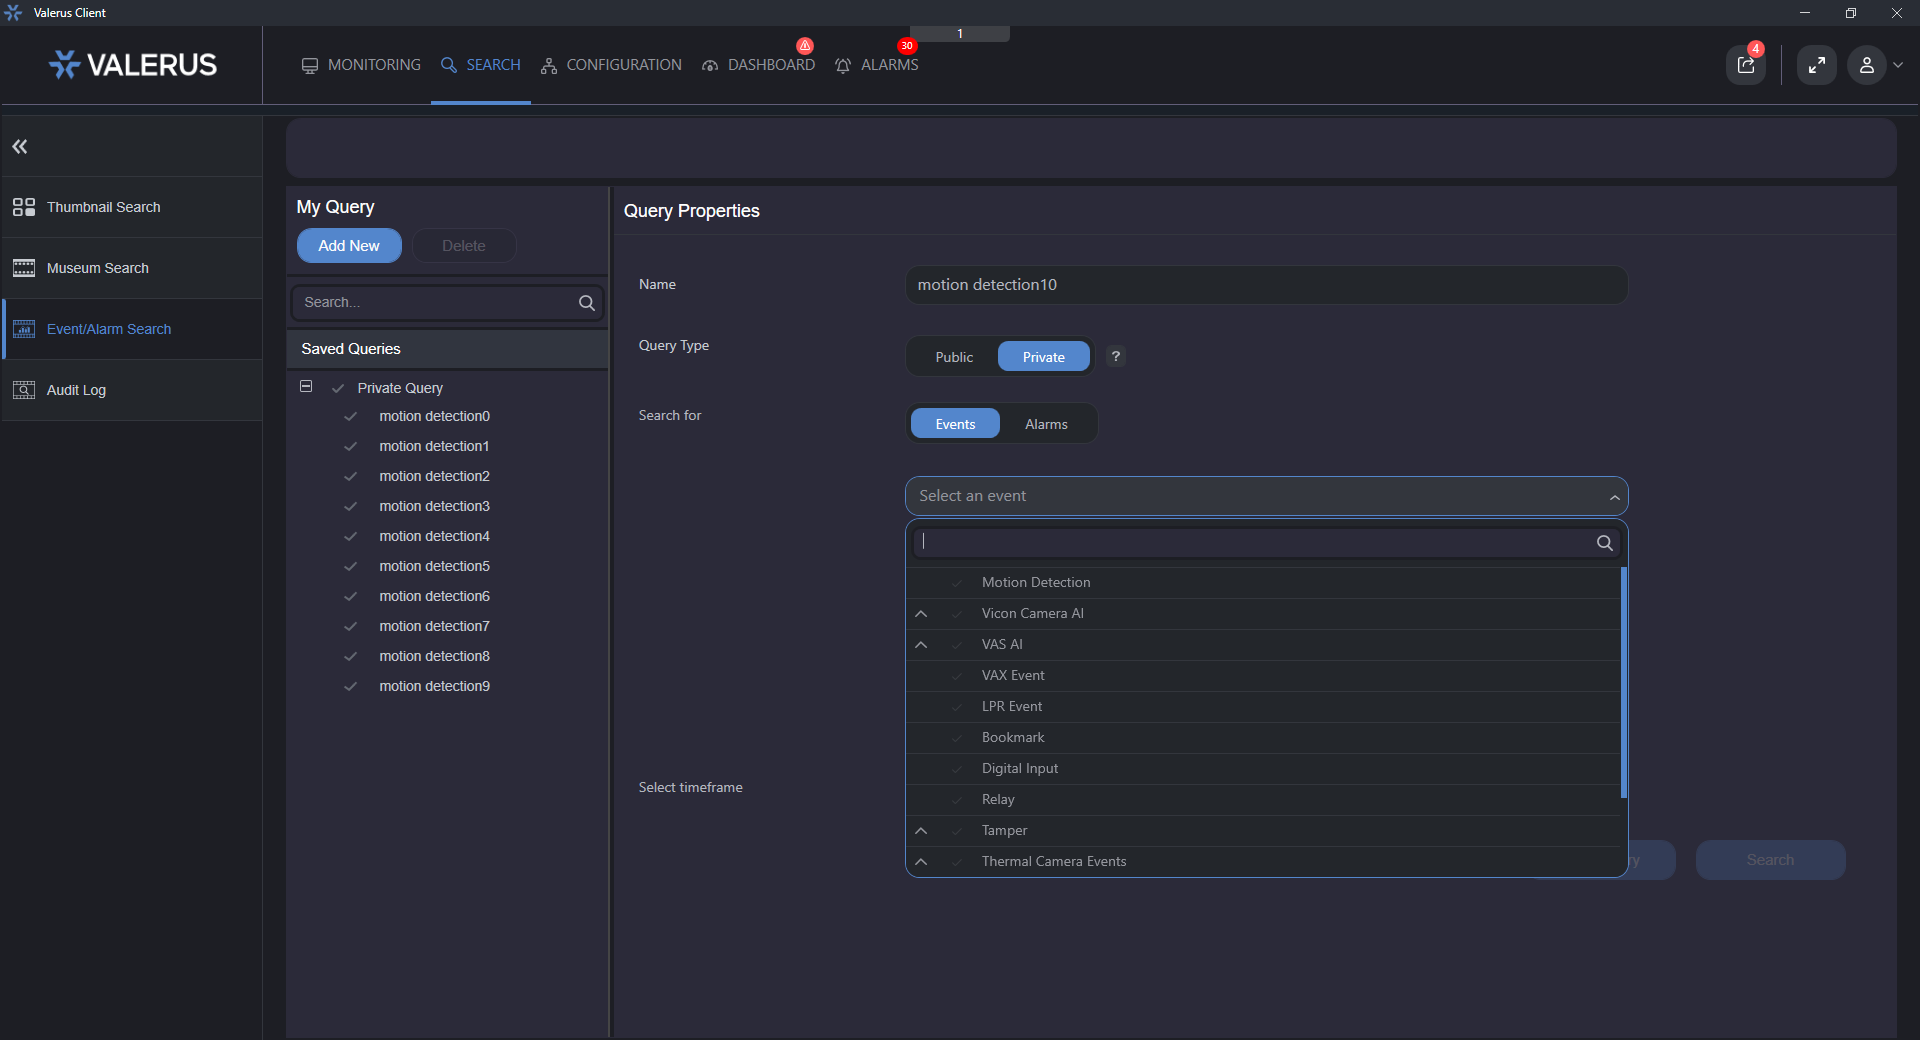 Valerus Client
VALERUS
MONITORING
SEARCH
CONFIGURATION
DASHBOARD
30
ALARMS
1
4
Thumbnail Search
Museum Search
Event/Alarm Search
Audit Log
My Query
Add New
Delete
Search...
Saved Queries
Private Query
motion detection0
motion detection1
motion detection2
motion detection3
motion detection4
motion detection5
motion detection6
motion detection7
motion detection8
motion detection9
Query Properties
Name
motion detection10
Query Type
Public
Private
?
Search for
Events
Alarms
Select an event
Motion Detection
Vicon Camera AI
VAS AI
VAX Event
LPR Event
Bookmark
Digital Input
Relay
Tamper
Thermal Camera Events
Select timeframe
Search